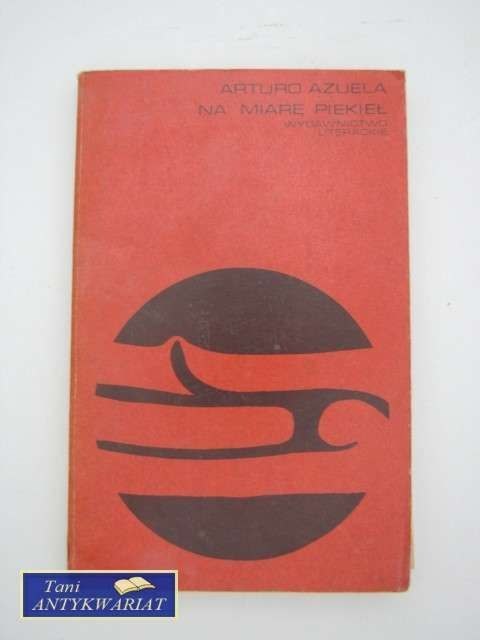 ARTURO AZUELA
NA MIARĘ PIEKIEŁ
WYDAWNICTWO
LITERACKIE
Tani
ANTYKWARIAT